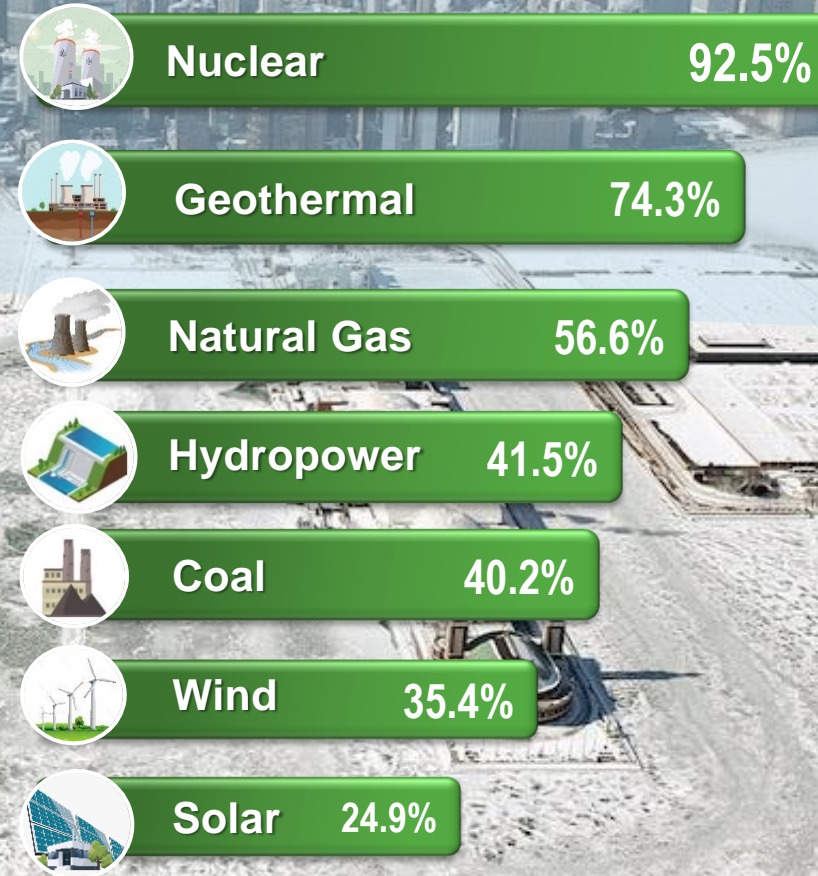 Nuclear 92.5%
Geothermal 74.3%
Natural Gas 56.6%
Hydropower 41.5%
Coal 40.2%
Wind 35.4%
Solar 24.9%